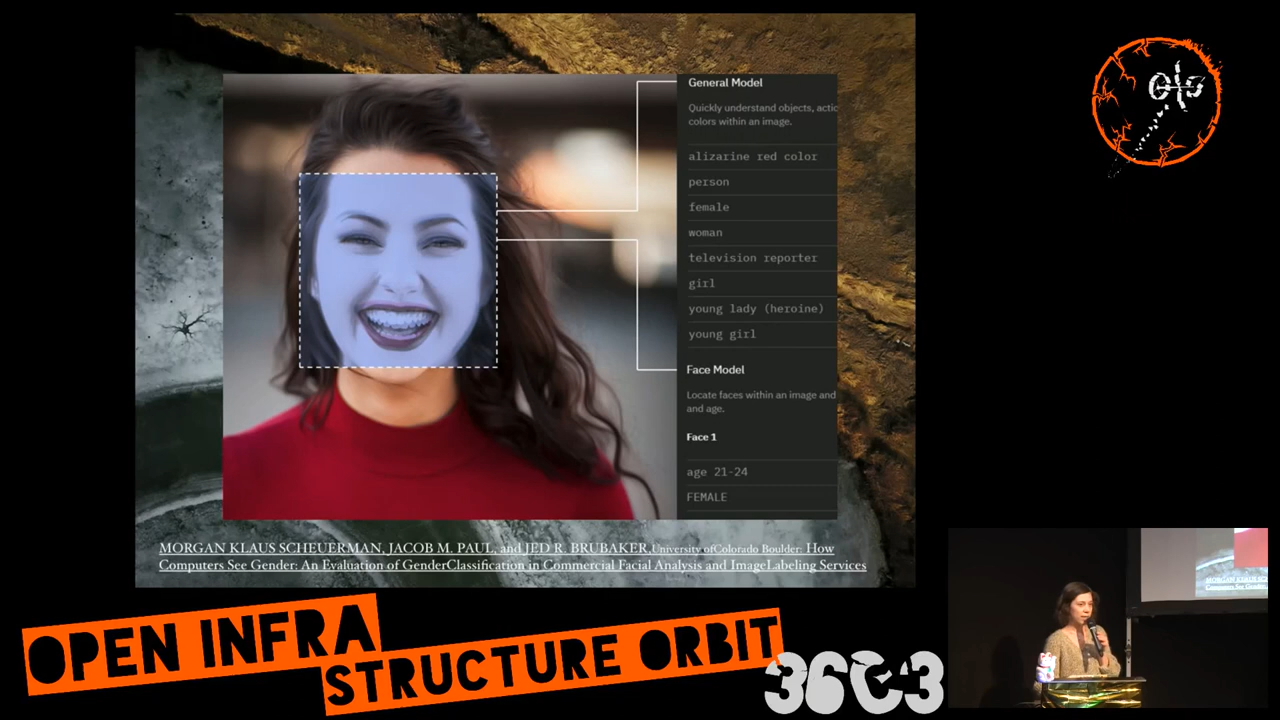 General Model
Quickly understand objects, actic
colors within an image.
alizarine red color
person
female
woman
television reporter
girl
young lady (heroine)
young girl
Face Model
Locate faces within an image and
and age.
Face 1
age 21-24
FEMALE
MORGAN KLAUS SCHEUERMAN, JACOB M. PAUL, and JED R. BRUBAKER,University ofColorado Boulder: How
Computers See Gender: An Evaluation of GenderClassification in Commercial Facial Analysis and ImageLabeling Services
OPEN INFRA
STRUCTURE ORBIT
36C3
OIO